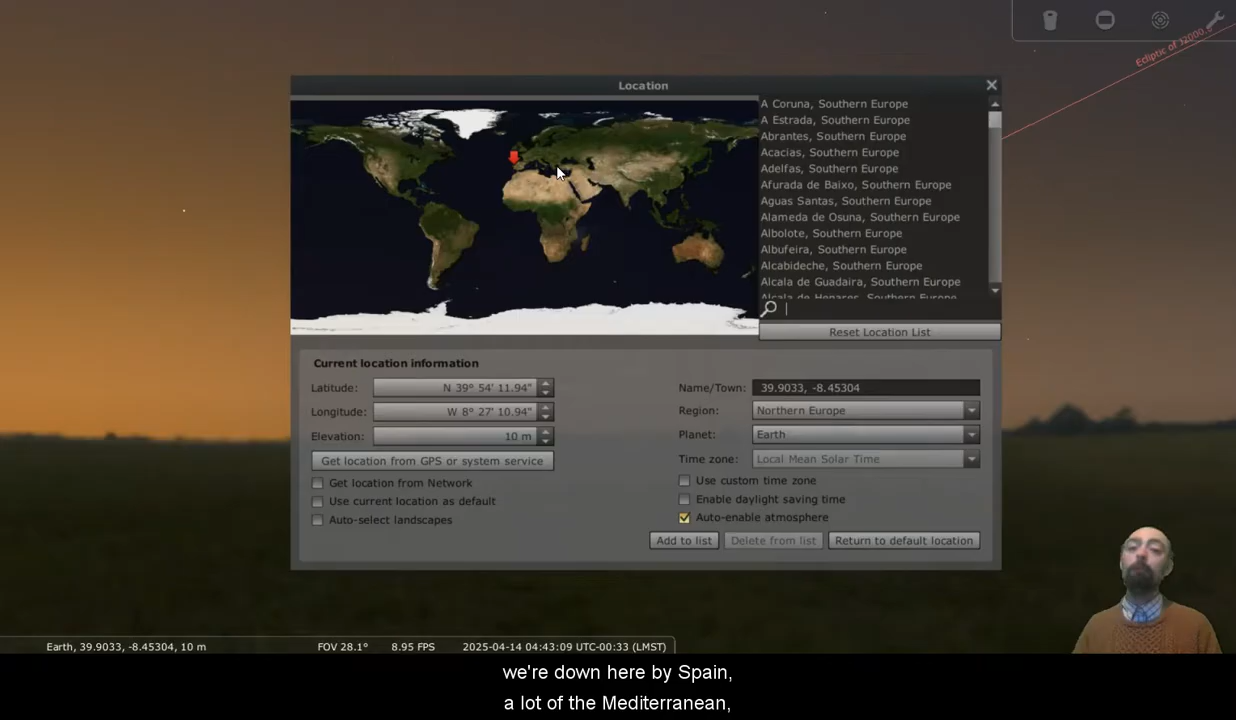 Ecliptic of J2000.0
Location
A Coruna, Southern Europe
A Estrada, Southern Europe
Abrantes, Southern Europe
Acacias, Southern Europe
Adelfas, Southern Europe
Afurada de Baixo, Southern Europe
Aguas Santas, Southern Europe
Alameda de Osuna, Southern Europe
Albolote, Southern Europe
Albufeira, Southern Europe
Alcabideche, Southern Europe
Alcala de Guadaira, Southern Europe
Alcala de Henares, Southern Europe
Reset Location List
Current location information
Latitude: N 39° 54' 11.94"
Longitude: W 8° 27' 10.94"
Elevation: 10 m
Get location from GPS or system service
Get location from Network
Use current location as default
Auto-select landscapes
Name/Town: 39.9033, -8.45304
Region: Northern Europe
Planet: Earth
Time zone: Local Mean Solar Time
Use custom time zone
Enable daylight saving time
Auto-enable atmosphere
Add to list Delete from list Return to default location
Earth, 39.9033, -8.45304, 10 m FOV 28.1° 8.95 FPS 2025-04-14 04:43:09 UTC-00:33 (LMST)
we're down here by Spain,
a lot of the Mediterranean,